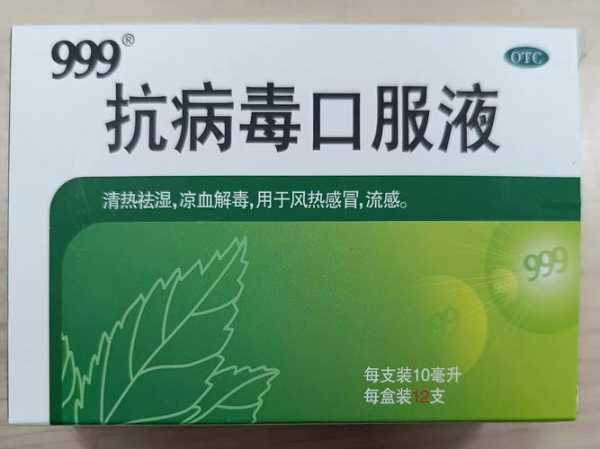 999®
OTC
抗病毒口服液
清热祛湿,凉血解毒,用于风热感冒,流感。
999
99
每支装10毫升
每盒装12支